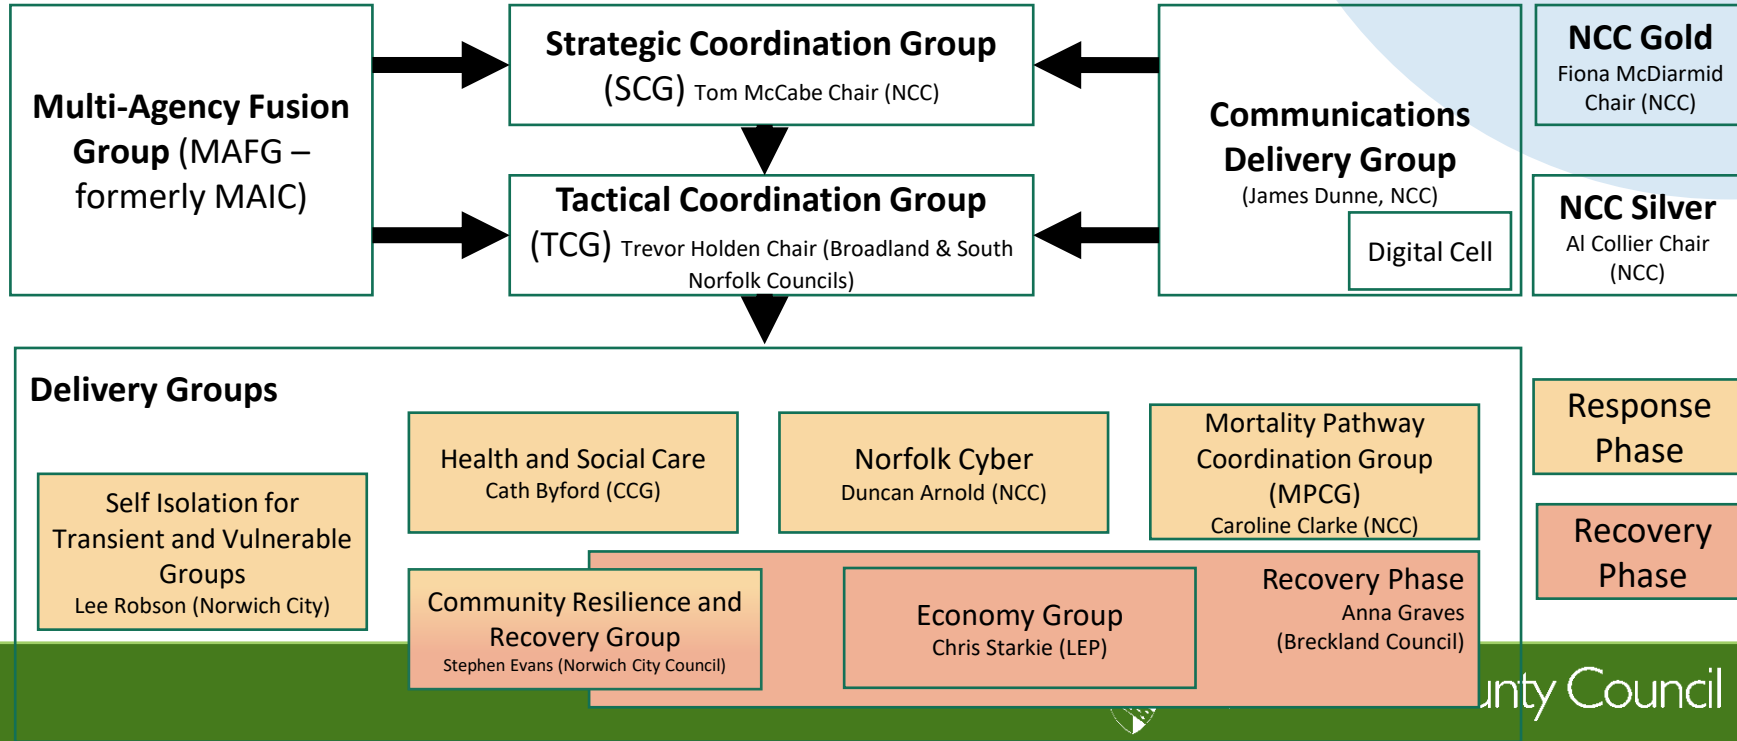 Multi-Agency Fusion
Group (MAFG –
formerly MAIC)
Strategic Coordination Group
(SCG) Tom McCabe Chair (NCC)
Tactical Coordination Group
(TCG) Trevor Holden Chair (Broadland & South
Norfolk Councils)
Communications
Delivery Group
(James Dunne, NCC)
Digital Cell
NCC Gold
Fiona McDiarmid
Chair (NCC)
NCC Silver
Al Collier Chair
(NCC)
Delivery Groups
Self Isolation for
Transient and Vulnerable
Groups
Lee Robson (Norwich City)
Health and Social Care
Cath Byford (CCG)
Norfolk Cyber
Duncan Arnold (NCC)
Mortality Pathway
Coordination Group
(MPCG)
Caroline Clarke (NCC)
Community Resilience and
Recovery Group
Stephen Evans (Norwich City Council)
Economy Group
Chris Starkie (LEP)
Recovery Phase
Anna Graves
(Breckland Council)
Response
Phase
Recovery
Phase
Council